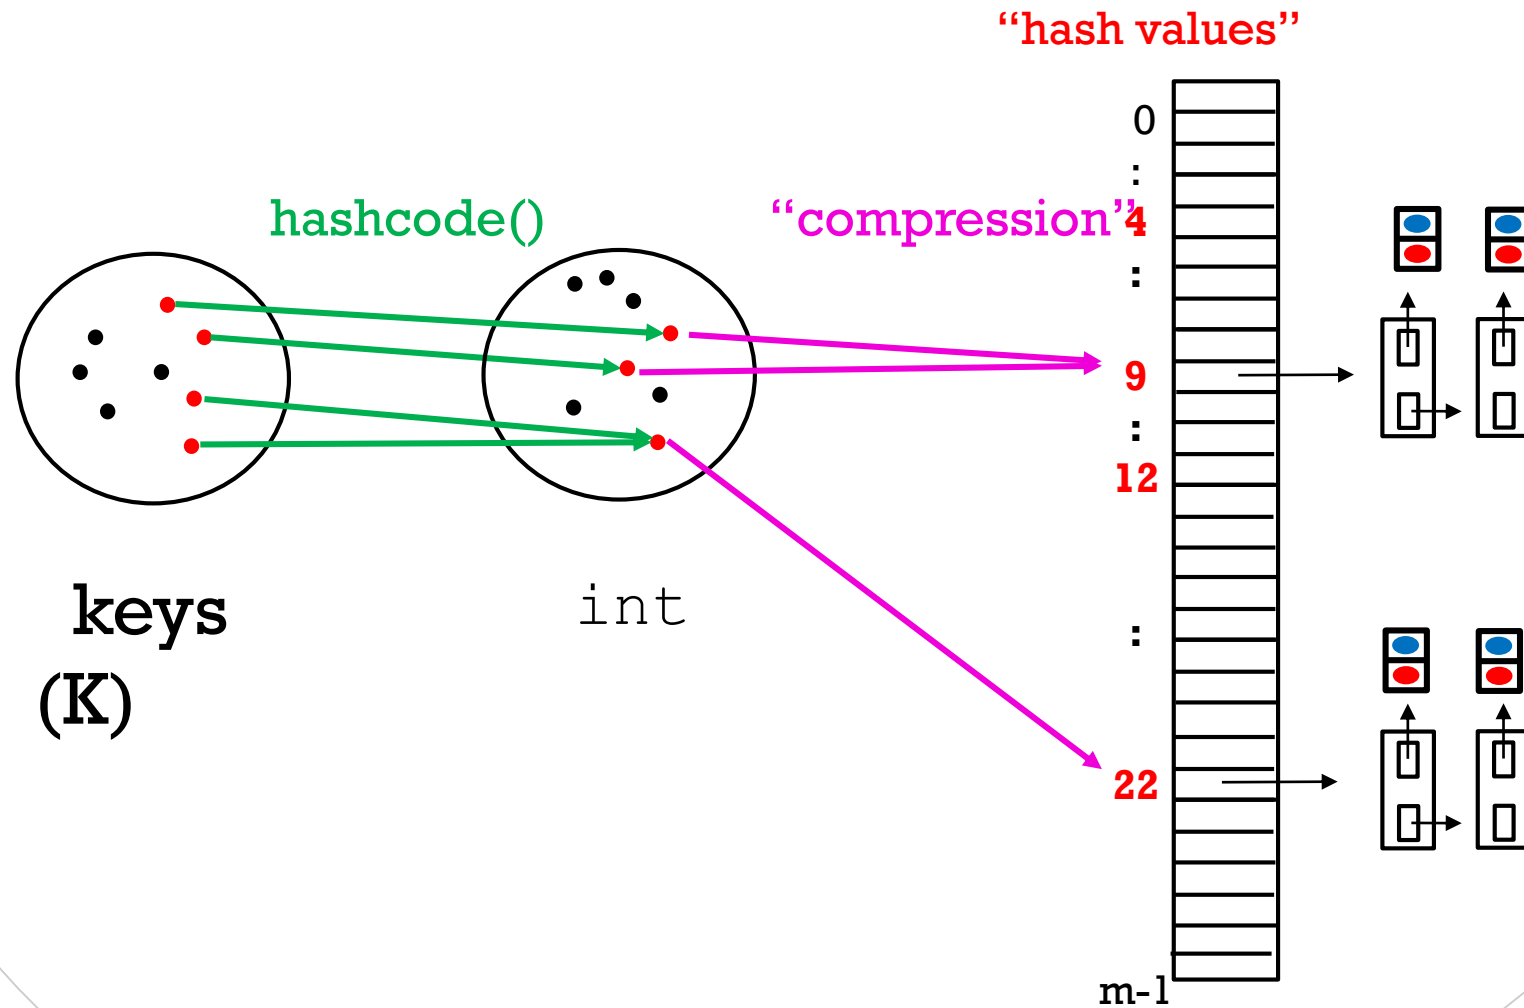 “hash values”
0
:
hashcode()
“compression”
4
:
9
:
12
keys
(K)
int
:
22
m-1